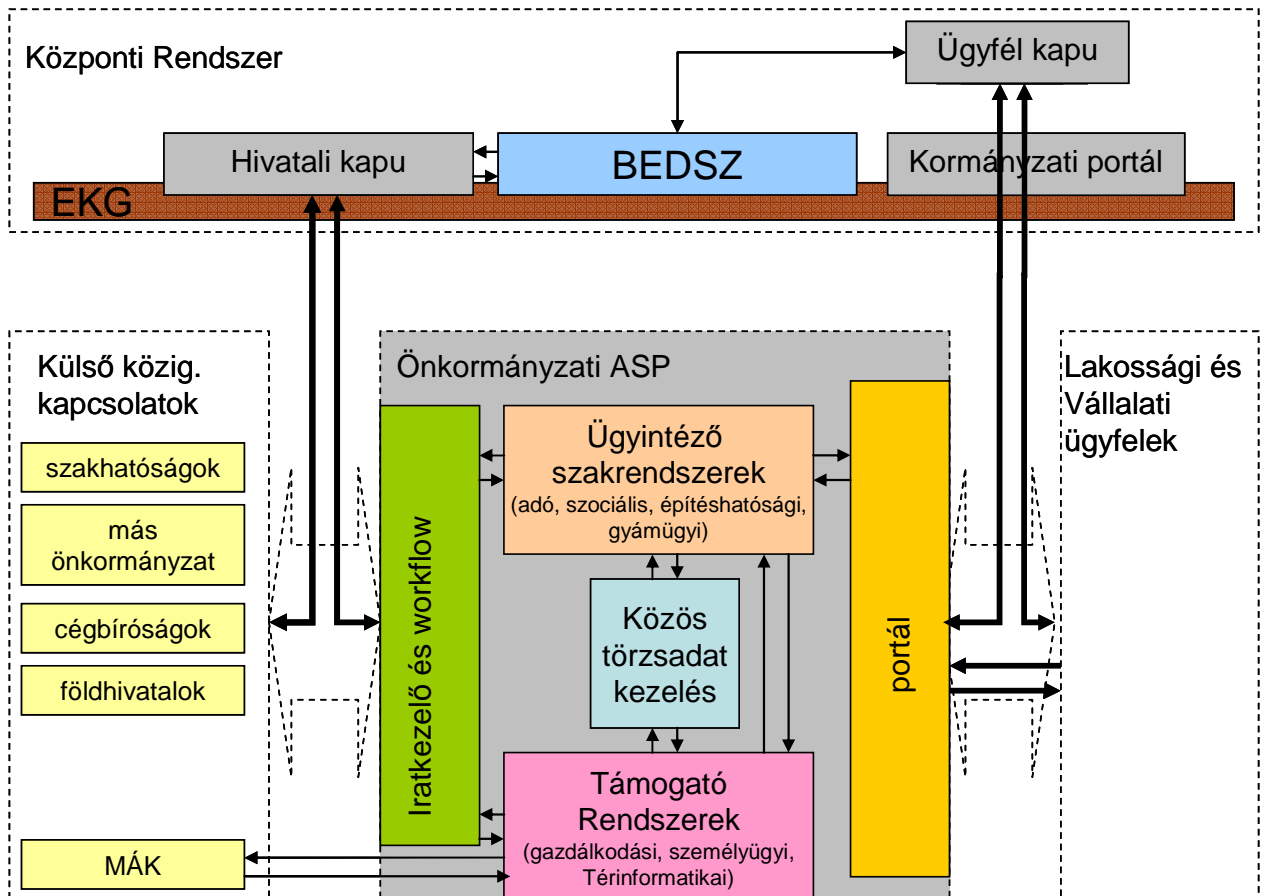 Központi Rendszer
Ügyfél kapu
Hivatali kapu
BEDSZ
Kormányzati portál
EKG
Külső közig.
kapcsolatok
szakhatóságok
más
önkormányzat
cégbíróságok
földhivatalok
MÁK
Önkormányzati ASP
Iratkezelő és workflow
Ügyintéző
szakrendszerek
(adó, szociális, építéshatósági,
gyámügyi)
Közös
törzsadat
kezelés
Támogató
Rendszerek
(gazdálkodási, személyügyi,
Térinformatikai)
portál
Lakossági és
Vállalati
ügyfelek